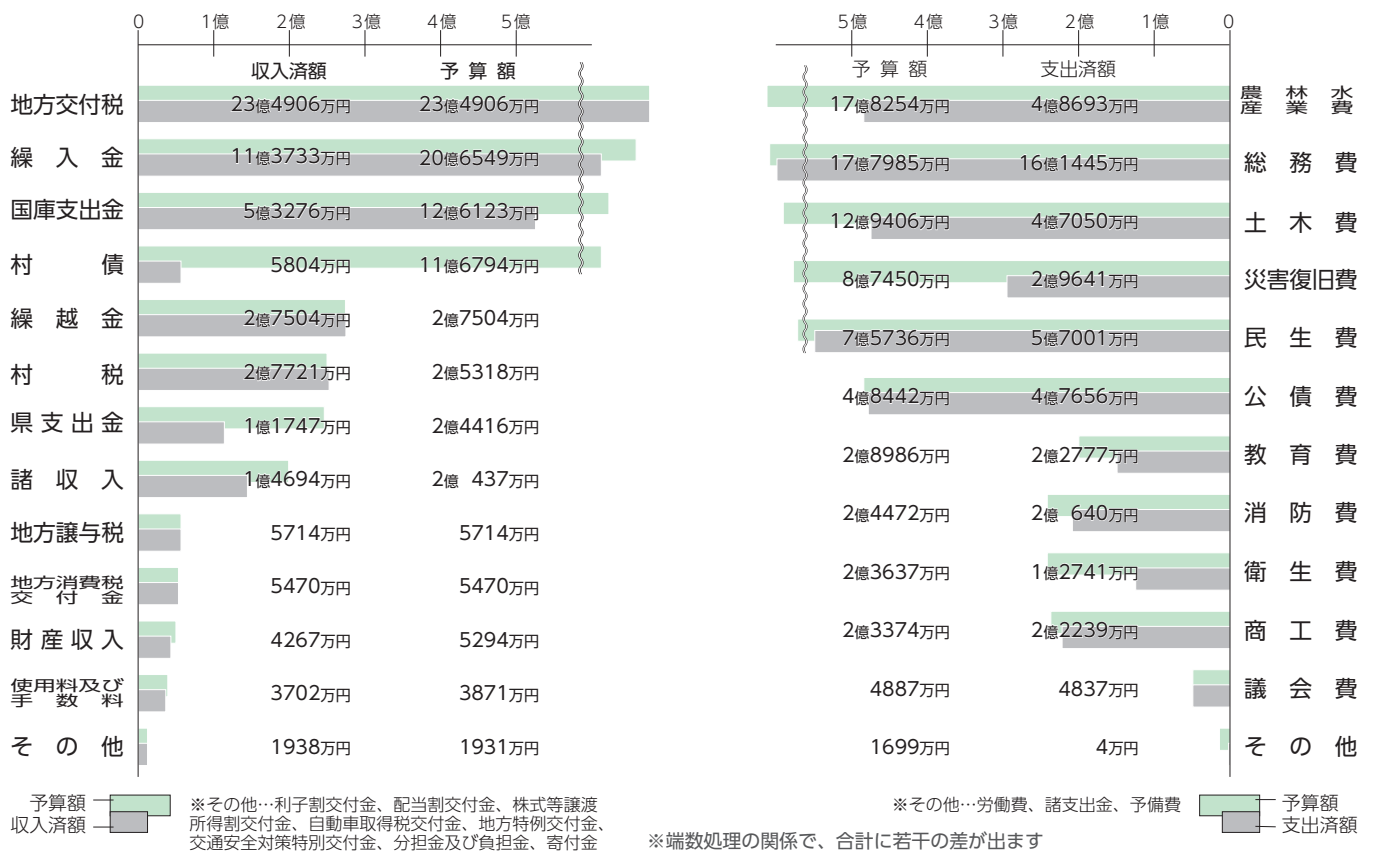 0 1億 2億 3億 4億 5億
収入済額 予算額
地方交付税 23億4906万円 23億4906万円
繰入金 11億3733万円 20億6549万円
国庫支出金 5億3276万円 12億6123万円
村債 5804万円 11億6794万円
繰越金 2億7504万円 2億7504万円
村税 2億7721万円 2億5318万円
県支出金 1億1747万円 2億4416万円
諸収入 1億4694万円 2億 437万円
地方譲与税 5714万円 5714万円
地方消費税
交付金 5470万円 5470万円
財産収入 4267万円 5294万円
使用料及び
手数料 3702万円 3871万円
その他 1938万円 1931万円
予算額
収入済額
※その他…利子割交付金、配当割交付金、株式等譲渡
所得割交付金、自動車取得税交付金、地方特例交付金、
交通安全対策特別交付金、分担金及び負担金、寄付金
5億 4億 3億 2億 1億 0
予算額 支出済額
17億8254万円 4億8693万円 農林水
産業費
17億7985万円 16億1445万円 総務費
12億9406万円 4億7050万円 土木費
8億7450万円 2億9641万円 災害復旧費
7億5736万円 5億7001万円 民生費
4億8442万円 4億7656万円 公債費
2億8986万円 2億2777万円 教育費
2億4472万円 2億 640万円 消防費
2億3637万円 1億2741万円 衛生費
2億3374万円 2億2239万円 商工費
4887万円 4837万円 議会費
1699万円 4万円 その他
※その他…労働費、諸支出金、予備費
予算額
支出済額
※端数処理の関係で、合計に若干の差が出ます